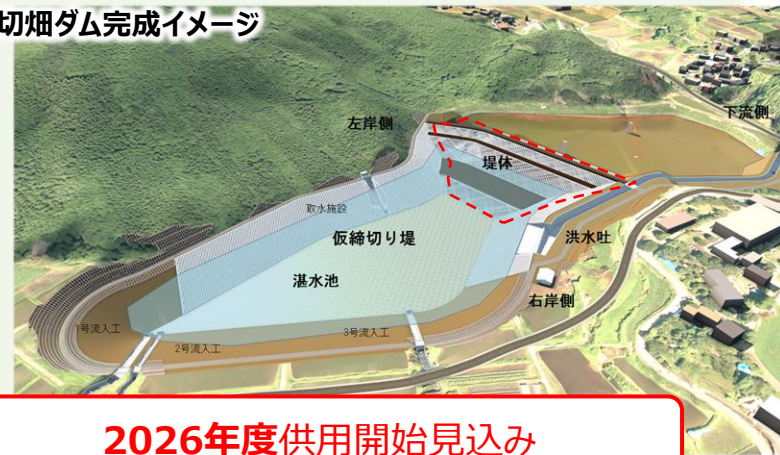 切畑ダム完成イメージ
下流側
左岸側
堤体
取水施設
仮締切り堤
洪水吐
湛水池
右岸側
1号流入工
3号流入工
2号流入工
2026年度供用開始見込み